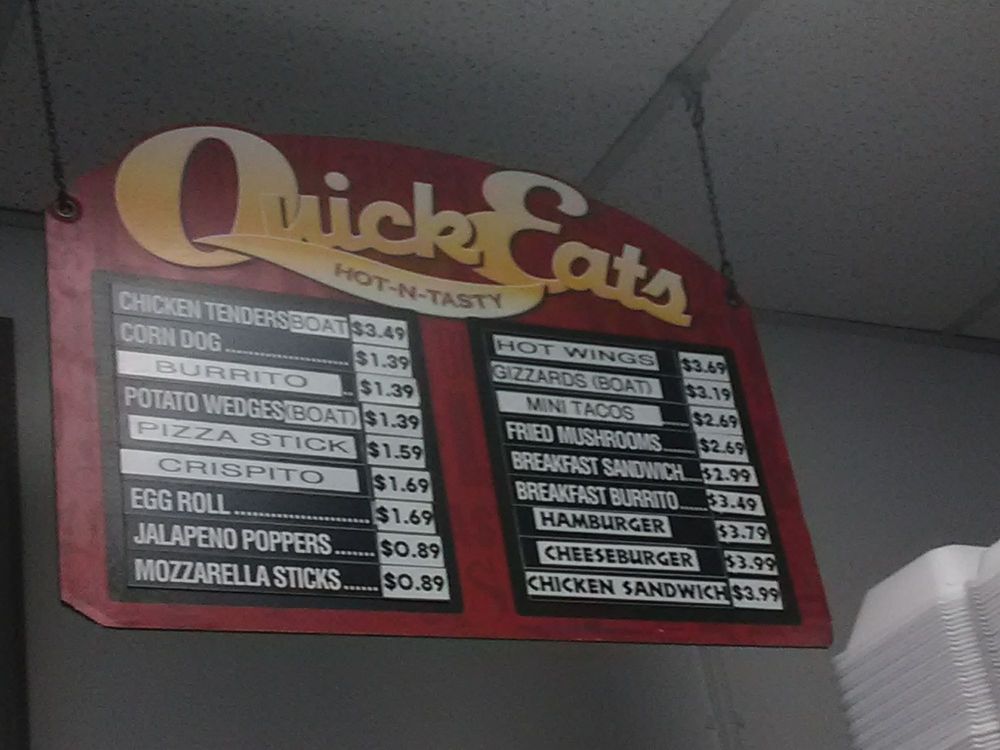 Quick Eats
HOT-N-TASTY
CHICKEN TENDERS (BOAT) $3.49
CORN DOG $1.39
BURRITO $1.39
POTATO WEDGES (BOAT) $1.39
PIZZA STICK $1.59
CRISPITO $1.69
EGG ROLL $1.69
JALAPENO POPPERS $0.89
MOZZARELLA STICKS $0.89
HOT WINGS $3.69
GIZZARDS (BOAT) $3.19
MINI TACOS $2.69
FRIED MUSHROOMS $2.69
BREAKFAST SANDWICH $2.99
BREAKFAST BURRITO $3.49
HAMBURGER $3.79
CHEESEBURGER $3.99
CHICKEN SANDWICH $3.99